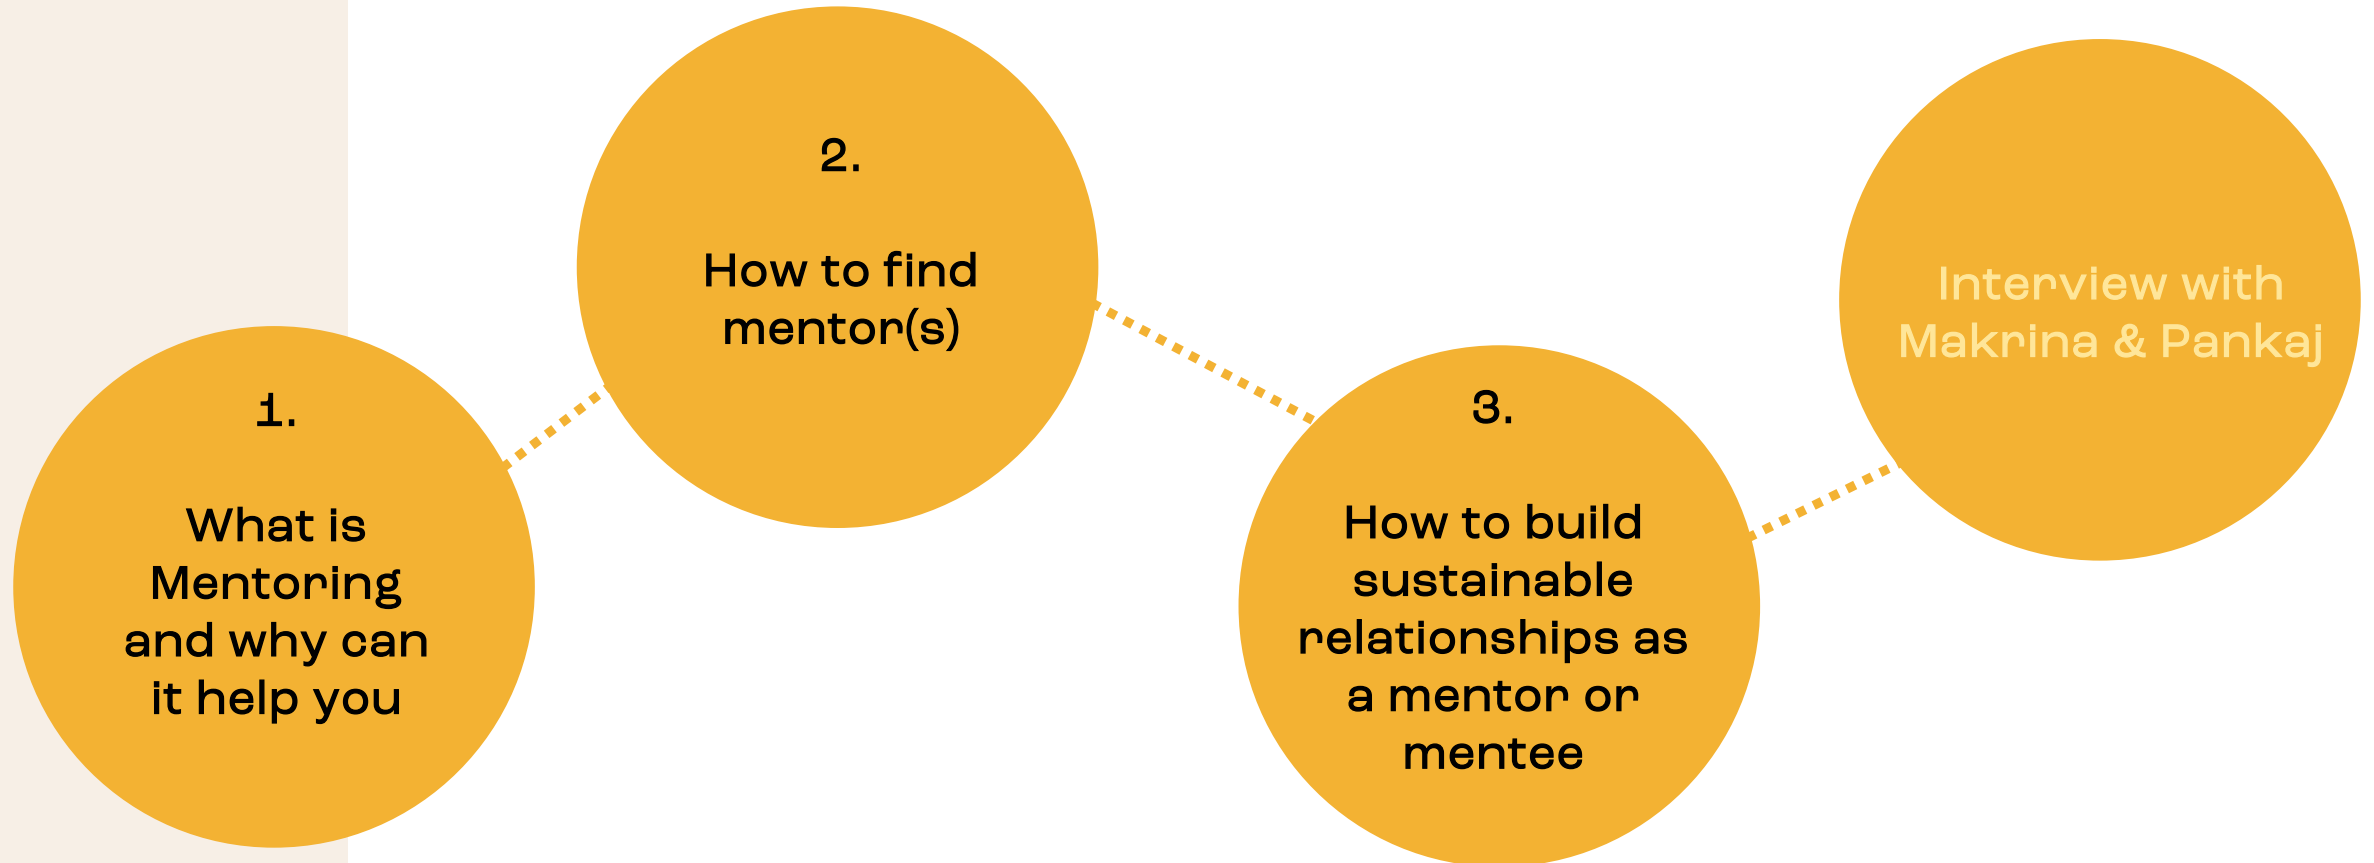 1.
What is
Mentoring
and why can
it help you
2.
How to find
mentor(s)
3.
How to build
sustainable
relationships as
a mentor or
mentee
Interview with
Maknina & Pankaj